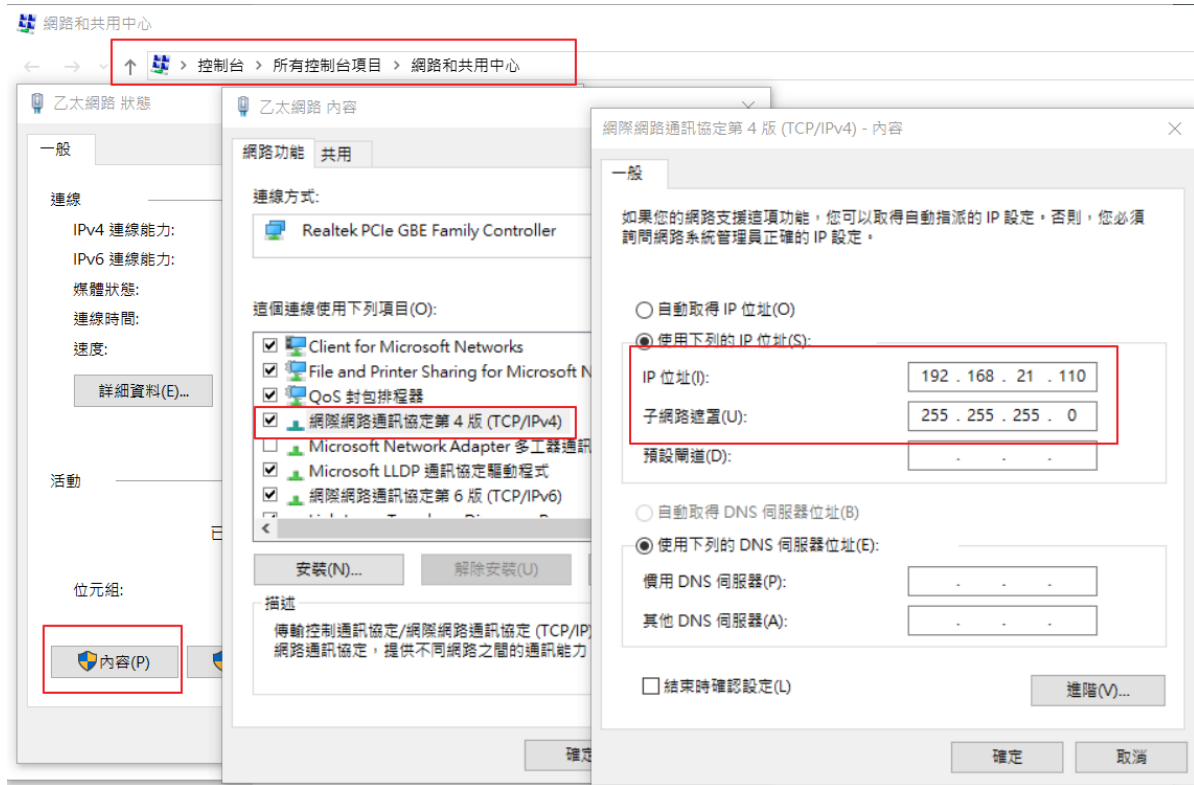 網路和共用中心
控制台 > 所有控制台項目 > 網路和共用中心
乙太網路 狀態
一般
連線
IPv4 連線能力:
IPv6 連線能力:
媒體狀態:
連線時間:
速度:
詳細資料(E)...
活動
位元組:
內容(P)
乙太網路 內容
網路功能
共用
連線方式:
Realtek PCIe GBE Family Controller
這個連線使用下列項目(O):
Client for Microsoft Networks
File and Printer Sharing for Microsoft N
QoS 封包排程器
網際網路通訊協定第 4 版 (TCP/IPv4)
Microsoft Network Adapter 多工器通訊
Microsoft LLDP 通訊協定驅動程式
網際網路通訊協定第 6 版 (TCP/IPv6)
安裝(N)...
解除安裝(U)
描述
傳輸控制通訊協定/網際網路通訊協定 (TCP/IP)
網路通訊協定，提供不同網路之間的通訊能力
確定
網際網路通訊協定第 4 版 (TCP/IPv4) - 內容
一般
如果您的網路支援這項功能，您可以取得自動指派的 IP 設定。否則，您必須
詢問網路系統管理員正確的 IP 設定。
自動取得 IP 位址(O)
使用下列的 IP 位址(S):
IP 位址(I):
192 . 168 . 21 . 110
子網路遮罩(U):
255 . 255 . 255 . 0
預設閘道(D):
自動取得 DNS 伺服器位址(B)
使用下列的 DNS 伺服器位址(E):
慣用 DNS 伺服器(P):
其他 DNS 伺服器(A):
結束時確認設定(L)
進階(V)...
確定
取消